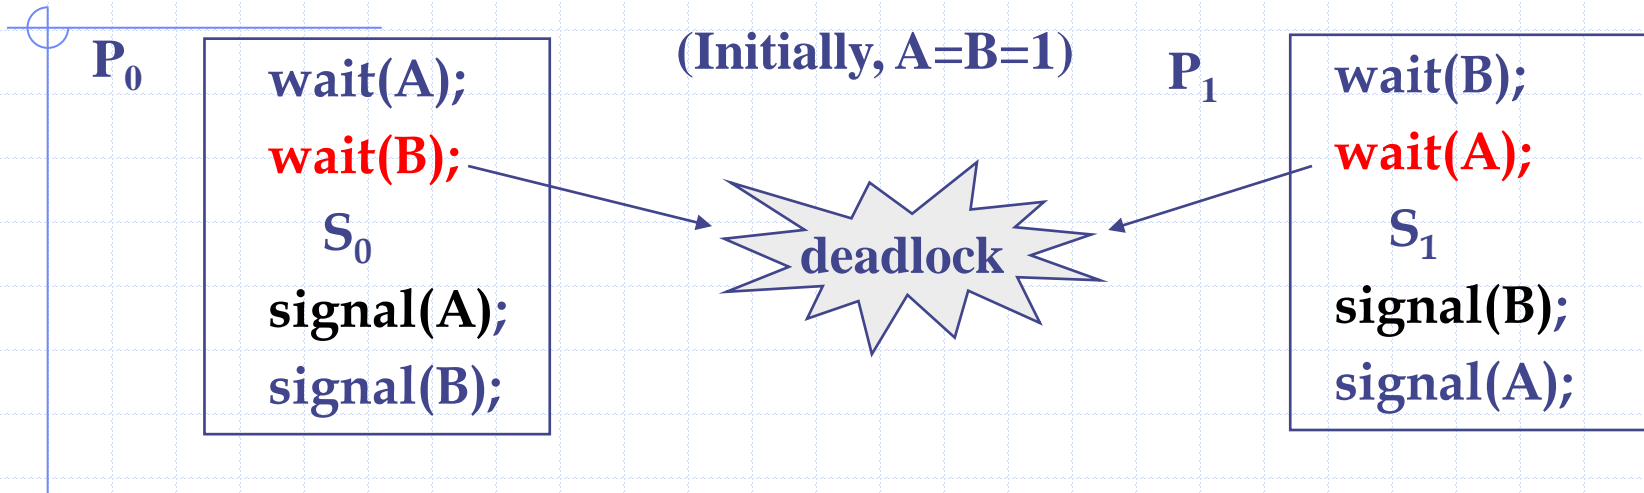 P₀
wait(A);
wait(B);
S₀
signal(A);
signal(B);
(Initially, A=B=1)
deadlock
P₁
wait(B);
wait(A);
S₁
signal(B);
signal(A);